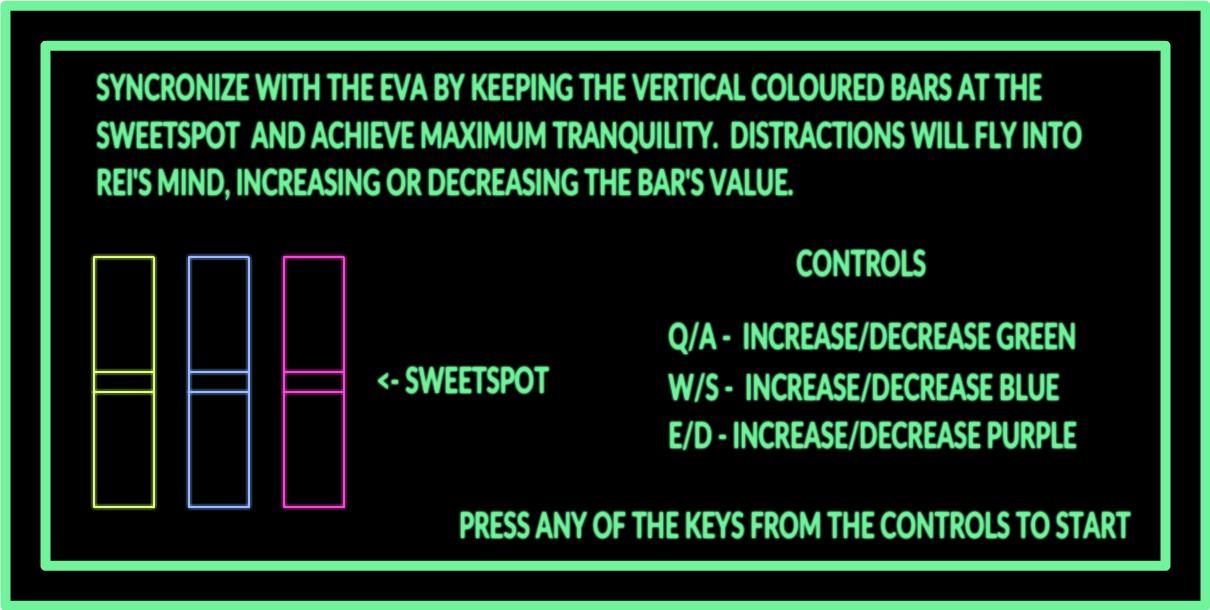 SYNCRONIZE WITH THE EVA BY KEEPING THE VERTICAL COLOURED BARS AT THE
SWEETSPOT  AND ACHIEVE MAXIMUM TRANQUILITY.  DISTRACTIONS WILL FLY INTO
REI'S MIND, INCREASING OR DECREASING THE BAR'S VALUE.
CONTROLS
Q/A -  INCREASE/DECREASE GREEN
<- SWEETSPOT
W/S -  INCREASE/DECREASE BLUE
E/D - INCREASE/DECREASE PURPLE
PRESS ANY OF THE KEYS FROM THE CONTROLS TO START